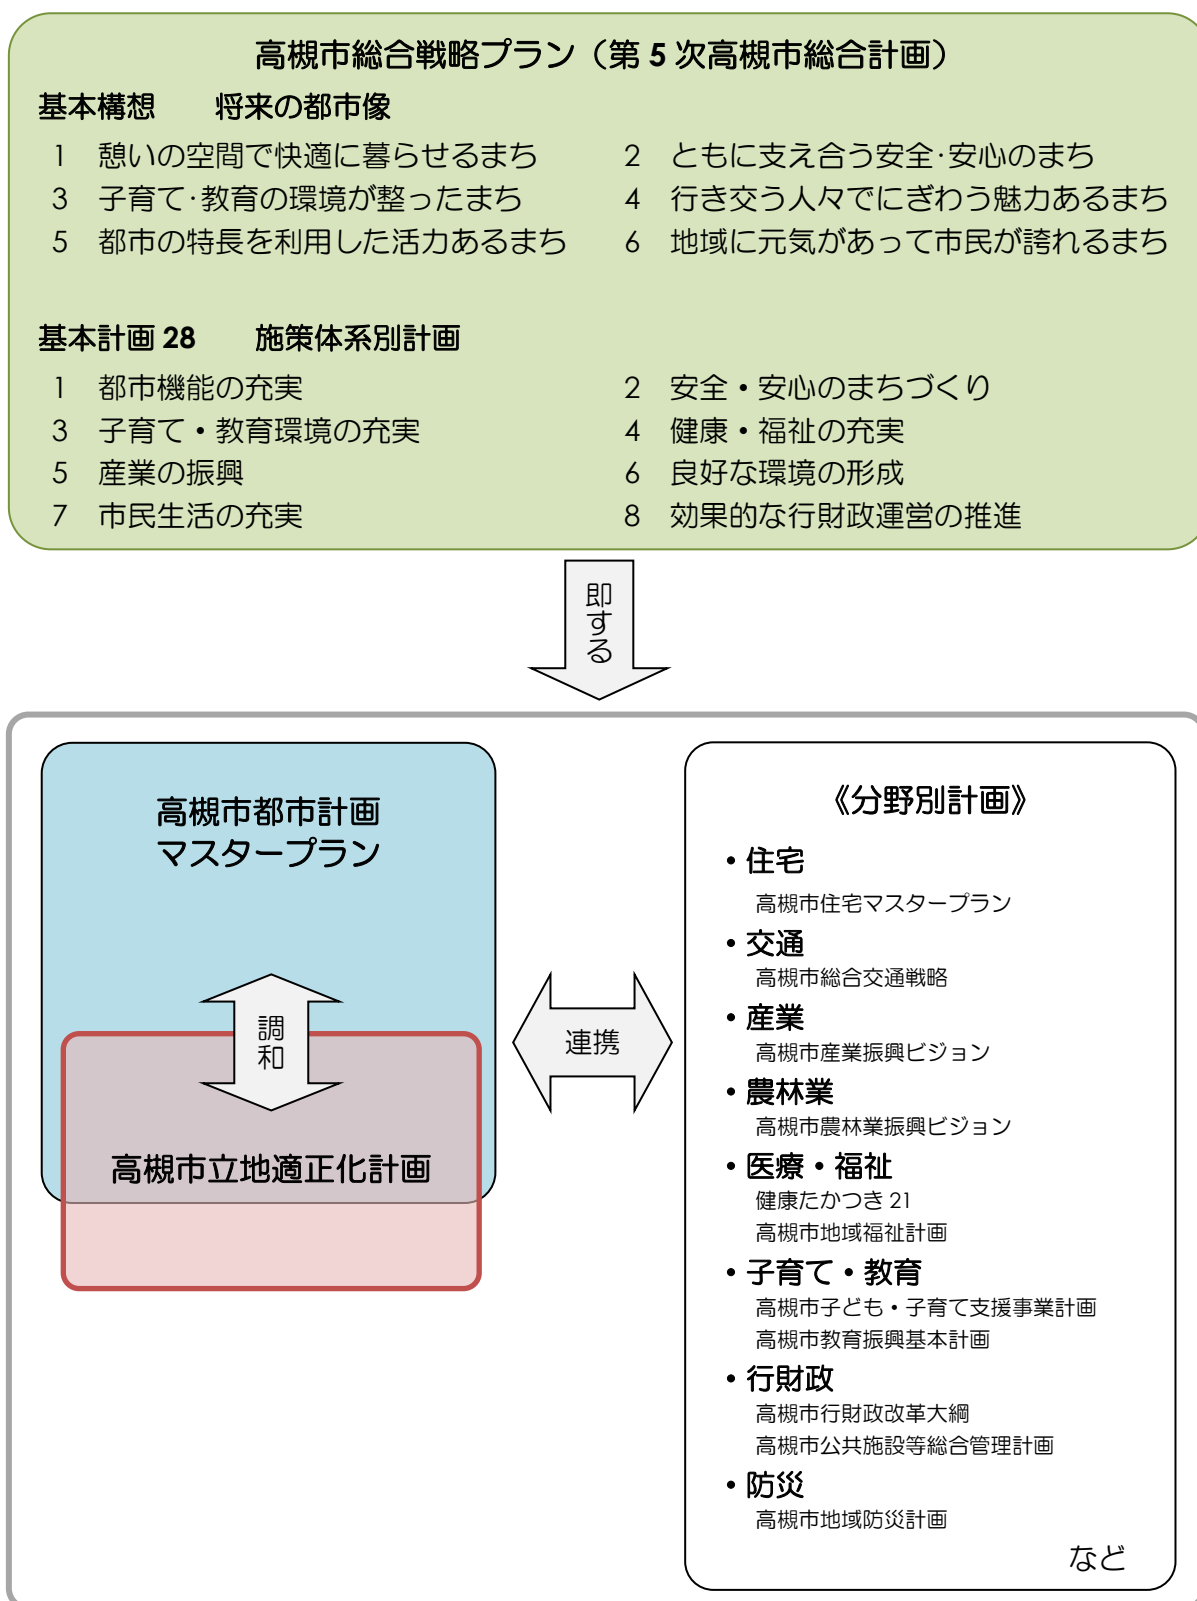 高槻市総合戦略プラン（第 5 次高槻市総合計画）
基本構想　　将来の都市像
1　憩いの空間で快適に暮らせるまち　　2　ともに支え合う安全･安心のまち
3　子育て･教育の環境が整ったまち　　4　行き交う人々でにぎわう魅力あるまち
5　都市の特長を利用した活力あるまち　　6　地域に元気があって市民が誇れるまち
基本計画 28　　施策体系別計画
1　都市機能の充実　　2　安全・安心のまちづくり
3　子育て・教育環境の充実　　4　健康・福祉の充実
5　産業の振興　　6　良好な環境の形成
7　市民生活の充実　　8　効果的な行財政運営の推進
即する
高槻市都市計画
マスタープラン
調和
高槻市立地適正化計画
連携
《分野別計画》
・住宅
高槻市住宅マスタープラン
・交通
高槻市総合交通戦略
・産業
高槻市産業振興ビジョン
・農林業
高槻市農林業振興ビジョン
・医療・福祉
健康たかつき 21
高槻市地域福祉計画
・子育て・教育
高槻市子ども・子育て支援事業計画
高槻市教育振興基本計画
・行財政
高槻市行財政改革大綱
高槻市公共施設等総合管理計画
・防災
高槻市地域防災計画
など